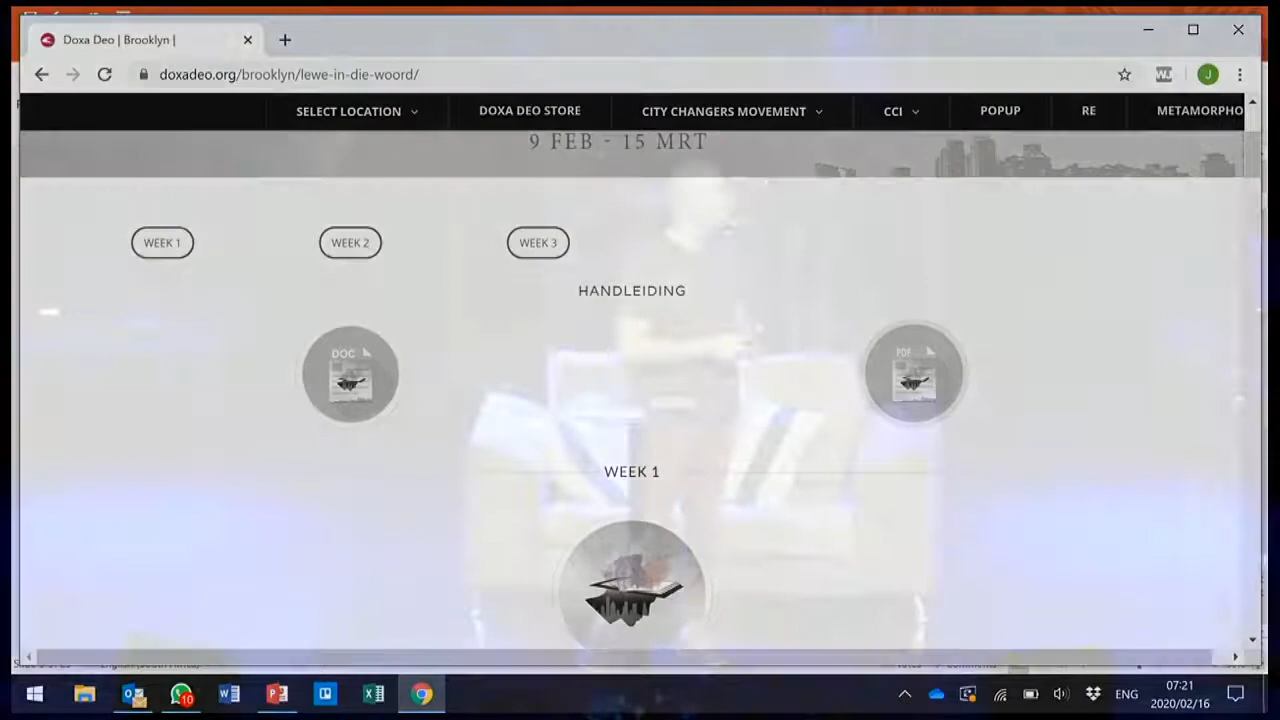 Doxa Deo | Brooklyn |
doxadeo.org/brooklyn/lewe-in-die-woord/
J
SELECT LOCATION
DOXA DEO STORE
CITY CHANGERS MOVEMENT
CCI
POPUP
RE
METAMORPHO
9 FEB - 15 MRT
WEEK 1
WEEK 2
WEEK 3
HANDLEIDING
DOC
PDF
WEEK 1
10
ENG
07:21
2020/02/16